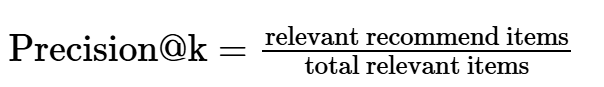 Precision@k = relevant recommend items / total relevant items